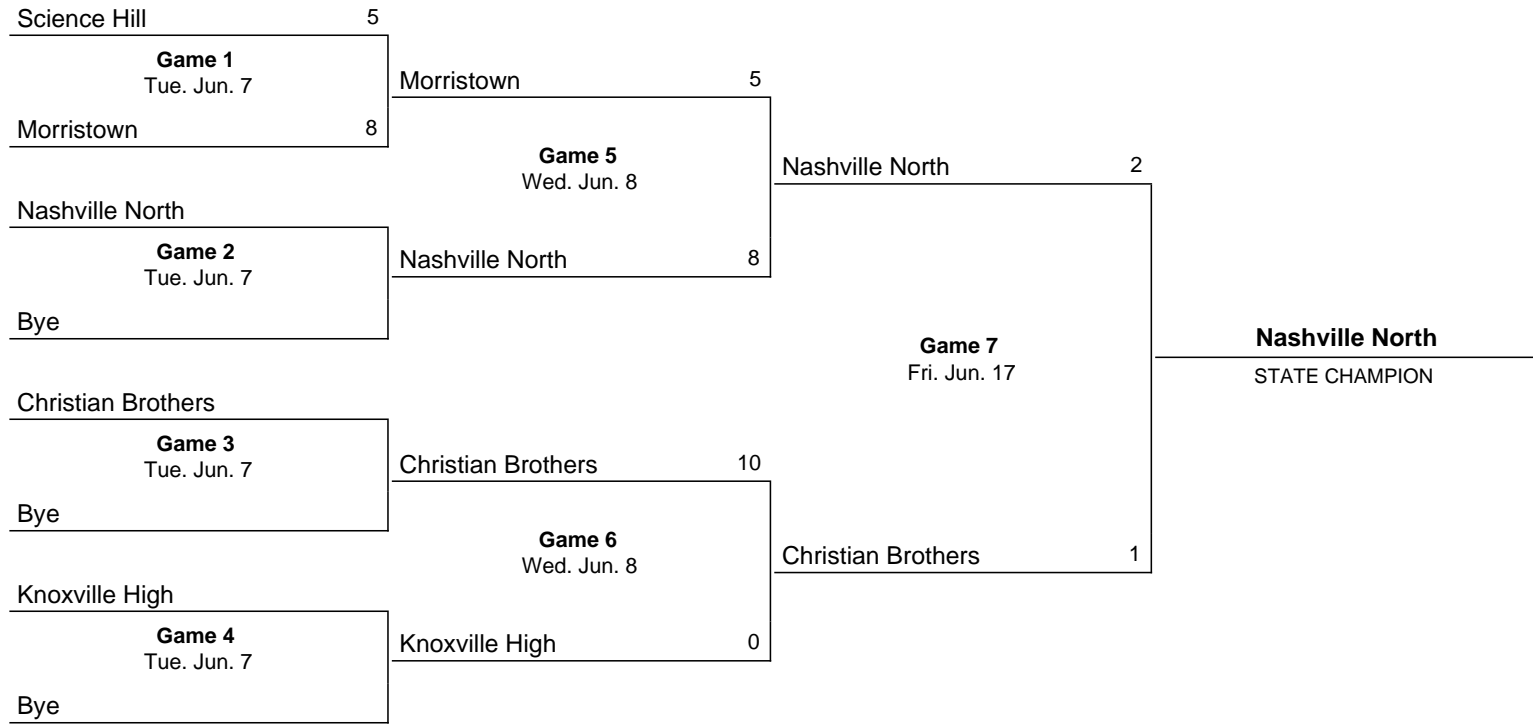 Science Hill 5
Game 1
Tue. Jun. 7
Morristown 8
Nashville North
Game 2
Tue. Jun. 7
Bye
Christian Brothers
Game 3
Tue. Jun. 7
Bye
Knoxville High
Game 4
Tue. Jun. 7
Bye
Morristown 5
Game 5
Wed. Jun. 8
Nashville North 8
Christian Brothers 10
Game 6
Wed. Jun. 8
Knoxville High 0
Nashville North 2
Game 7
Fri. Jun. 17
Christian Brothers 1
Nashville North
STATE CHAMPION